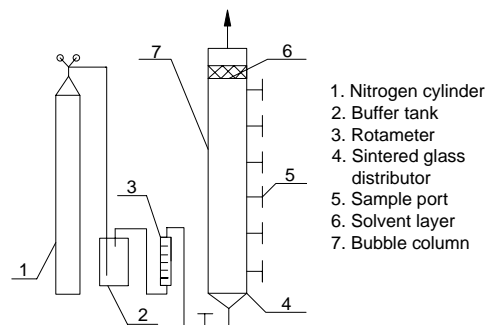 7
6
5
4
3
2
1
1. Nitrogen cylinder
2. Buffer tank
3. Rotameter
4. Sintered glass
distributor
5. Sample port
6. Solvent layer
7. Bubble column